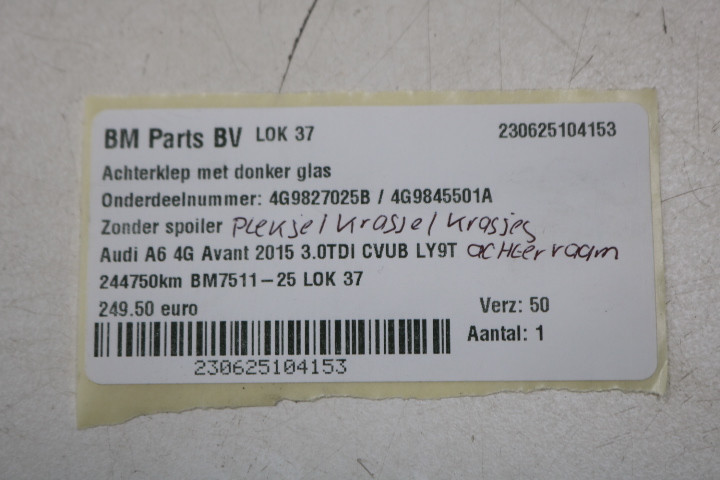 BM Parts BV LOK 37 230625104153
Achterklep met donker glas
Onderdeelnummer: 4G9827025B / 4G9845501A
Zonder spoiler Plekje / krasje / krasjes
Audi A6 4G Avant 2015 3.0TDI CVUB LY9T achterraam
244750km BM7511-25 LOK 37
249.50 euro Verz: 50
Aantal: 1
230625104153